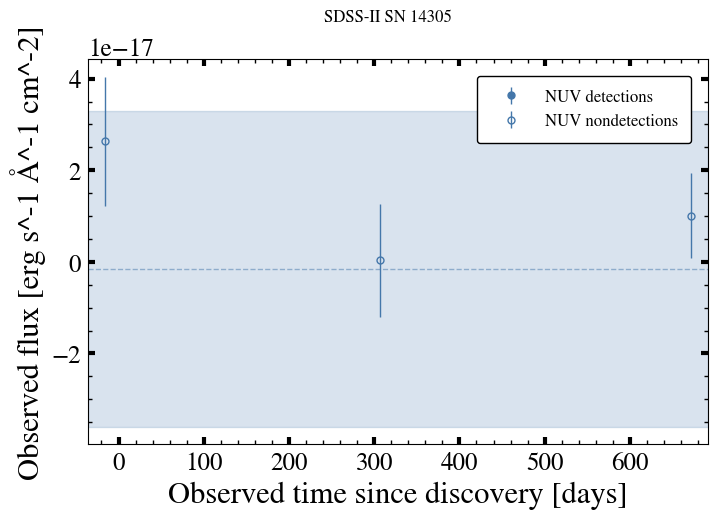 SDSS-II SN 14305
1e−17
4
2
0
−2
Observed flux [erg s^-1 Å^-1 cm^-2]
NUV detections
NUV nondetections
0 100 200 300 400 500 600
Observed time since discovery [days]